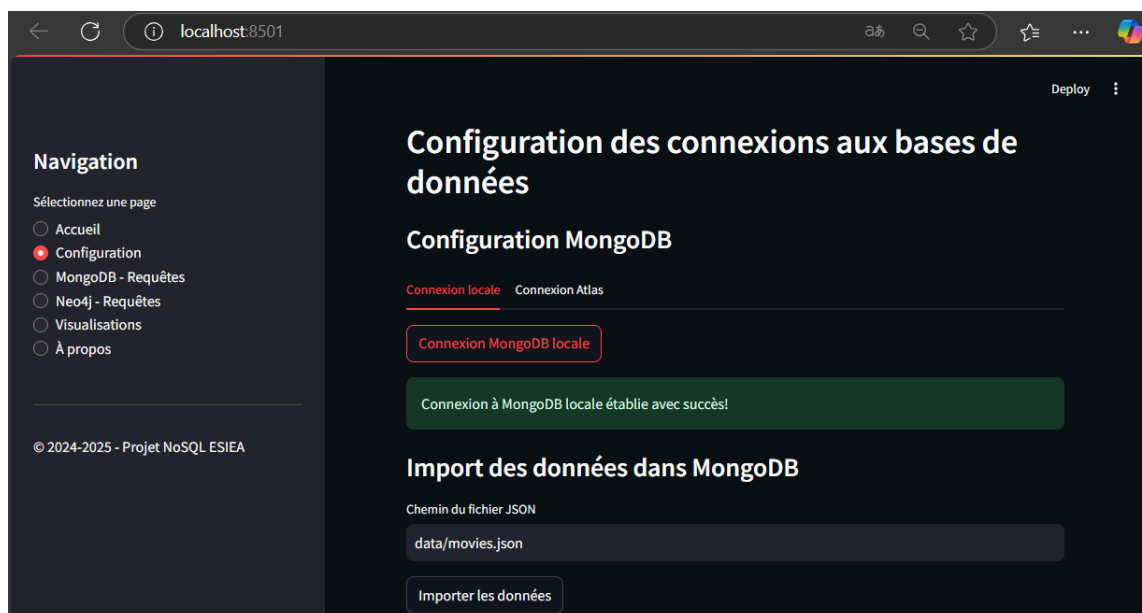 localhost:8501
aあ
Deploy
Navigation
Sélectionnez une page
Accueil
Configuration
MongoDB - Requêtes
Neo4j - Requêtes
Visualisations
À propos
© 2024-2025 - Projet NoSQL ESIEA
Configuration des connexions aux bases de
données
Configuration MongoDB
Connexion locale Connexion Atlas
Connexion MongoDB locale
Connexion à MongoDB locale établie avec succès!
Import des données dans MongoDB
Chemin du fichier JSON
data/movies.json
Importer les données